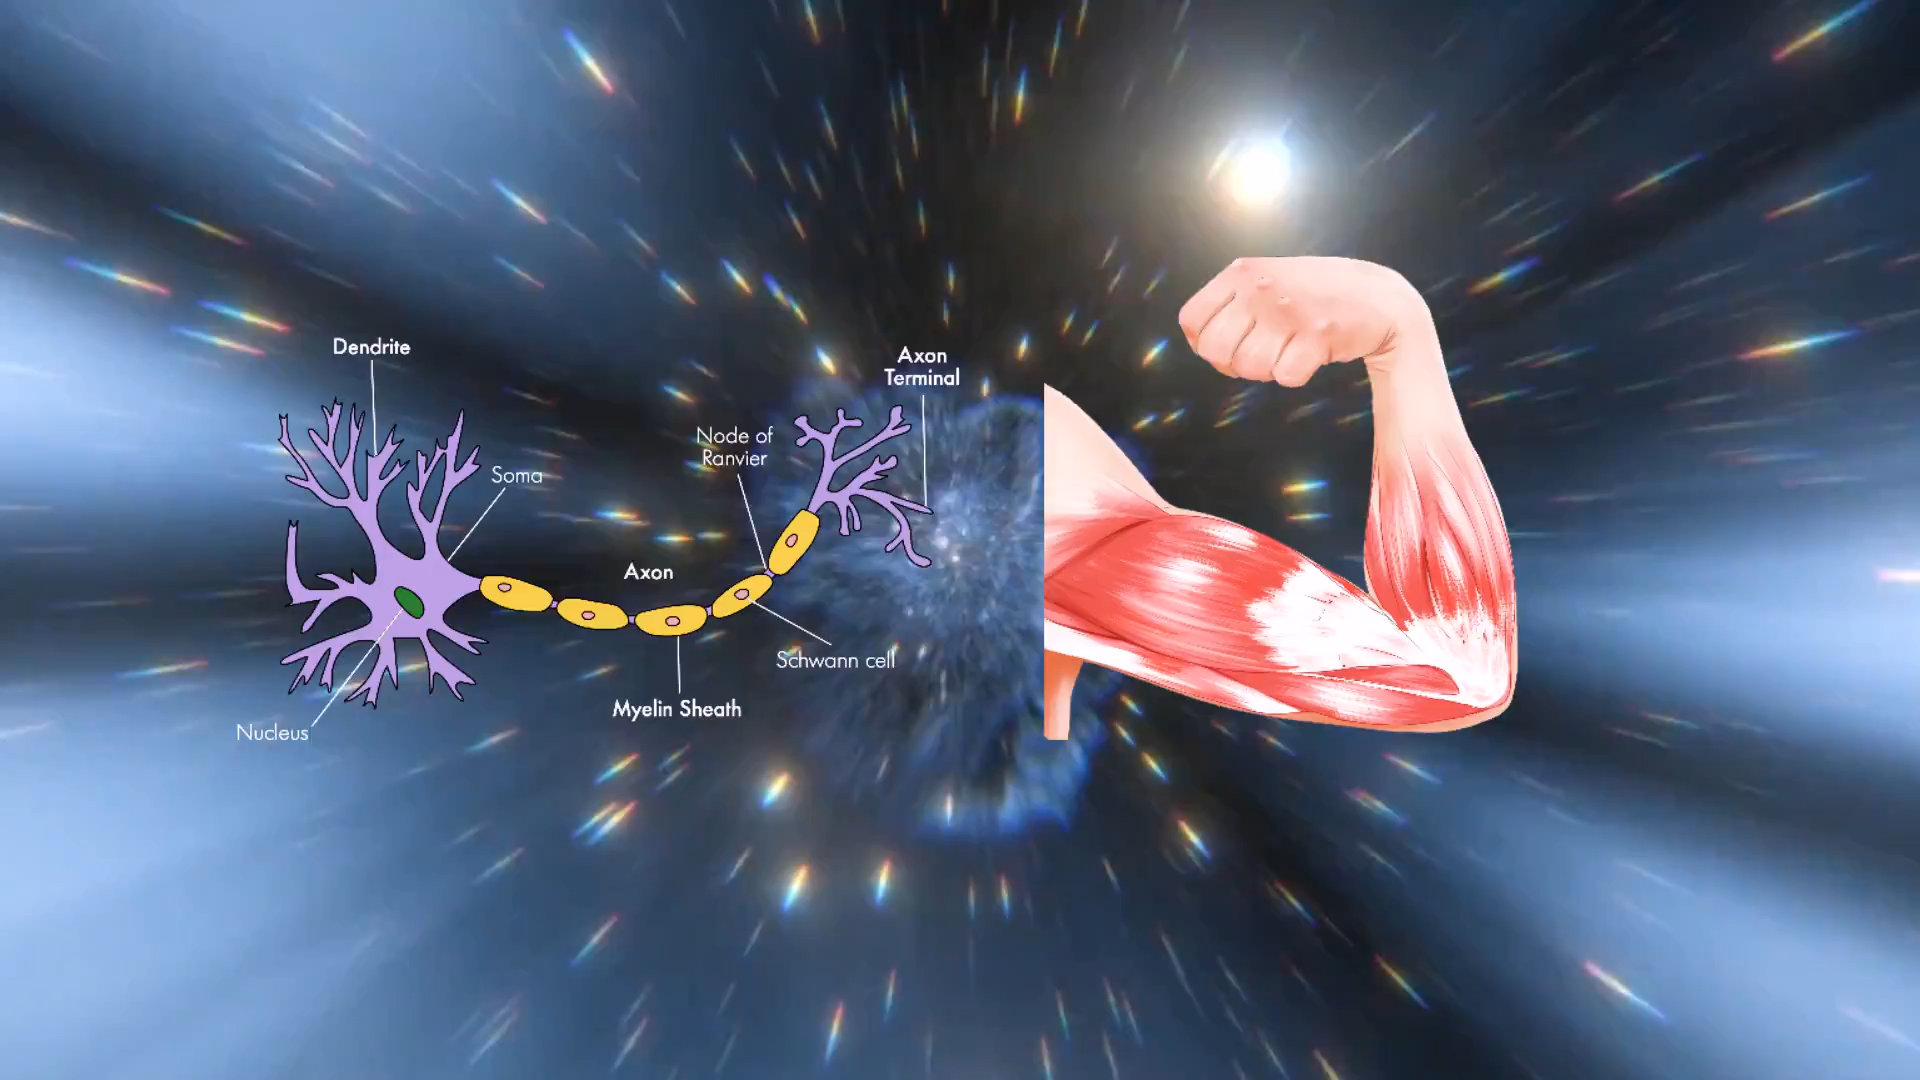 Dendrite
Axon
Terminal
Node of
Ranvier
Soma
Axon
Schwann cell
Myelin Sheath
Nucleus